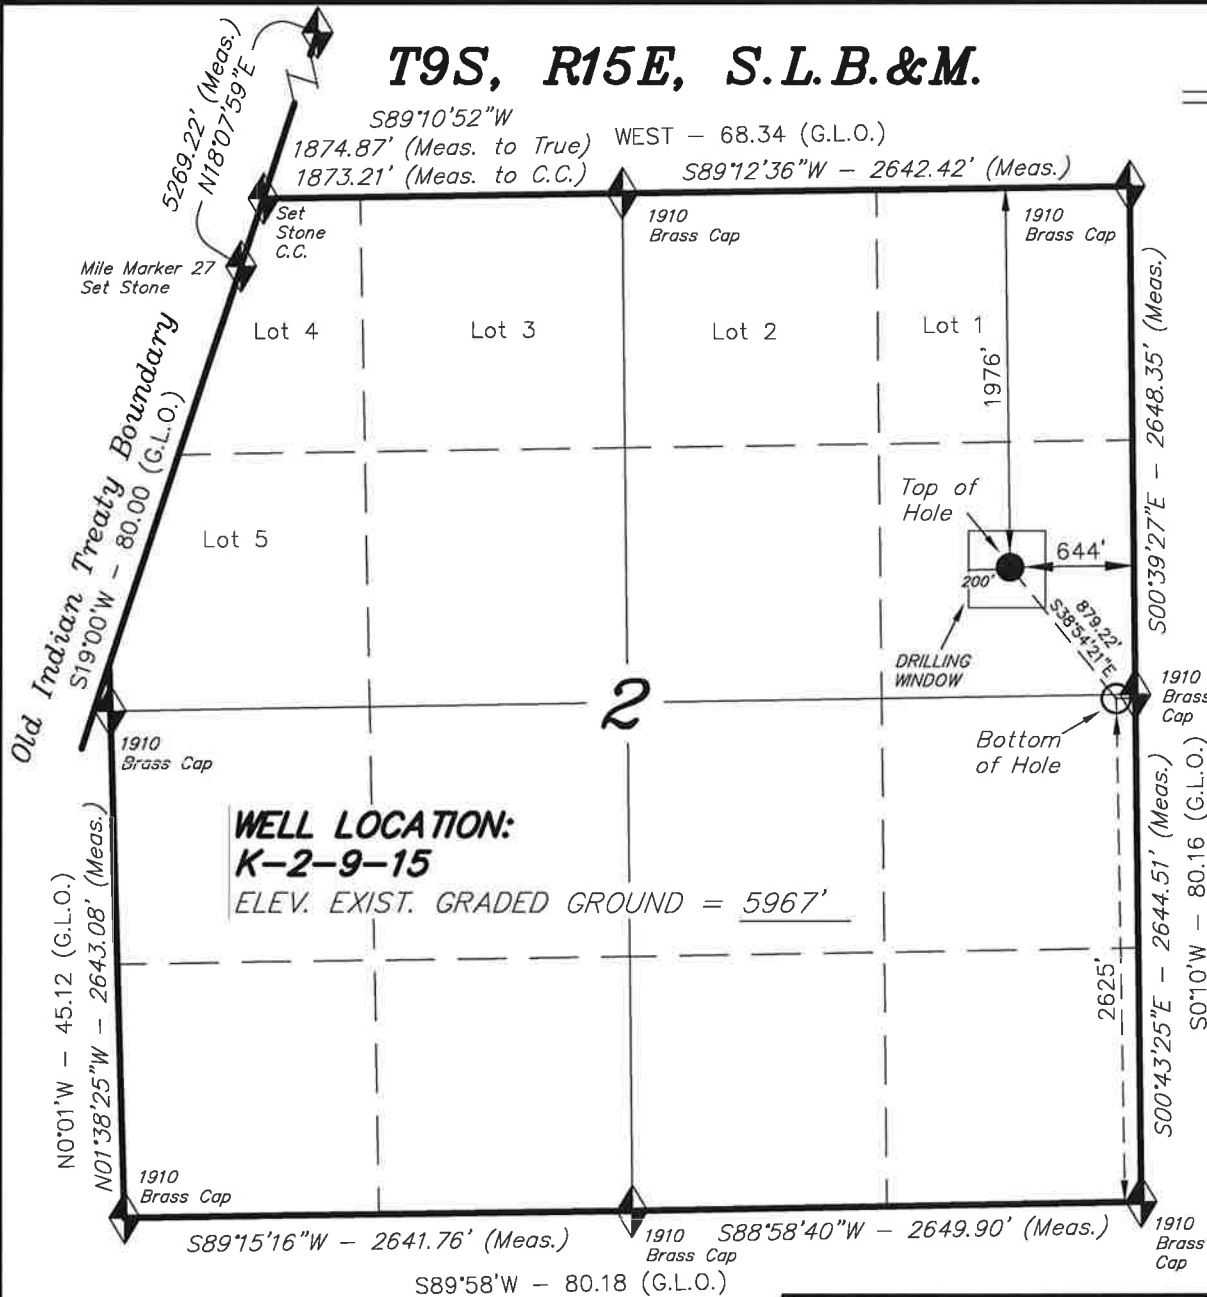 T9S, R15E, S.L.B.&M.
5269.22' (Meas.)
N18°07'59"E
S89°10'52"W
1874.87' (Meas. to True)
1873.21' (Meas. to C.C.)
WEST – 68.34 (G.L.O.)
S89°12'36"W – 2642.42' (Meas.)
Set
Stone
C.C.
1910
Brass Cap
1910
Brass Cap
Mile Marker 27
Set Stone
Lot 4
Lot 3
Lot 2
Lot 1
1976'
S00°39'27"E – 2648.35' (Meas.)
Old Indian Treaty Boundary
S19°00'W – 80.00 (G.L.O.)
Lot 5
Top of
Hole
644'
200'
879.22'
S38°54'21"E
DRILLING
WINDOW
2
1910
Brass
Cap
1910
Brass Cap
Bottom
of Hole
WELL LOCATION:
K–2–9–15
ELEV. EXIST. GRADED GROUND = 5967'
N0°01'W – 45.12 (G.L.O.)
N01°38'25"W – 2643.08' (Meas.)
2625'
S00°43'25"E – 2644.51' (Meas.)
S0°10'W – 80.16 (G.L.O.)
1910
Brass Cap
S89°15'16"W – 2641.76' (Meas.)
1910
Brass Cap
S88°58'40"W – 2649.90' (Meas.)
1910
Brass
Cap
S89°58'W – 80.18 (G.L.O.)